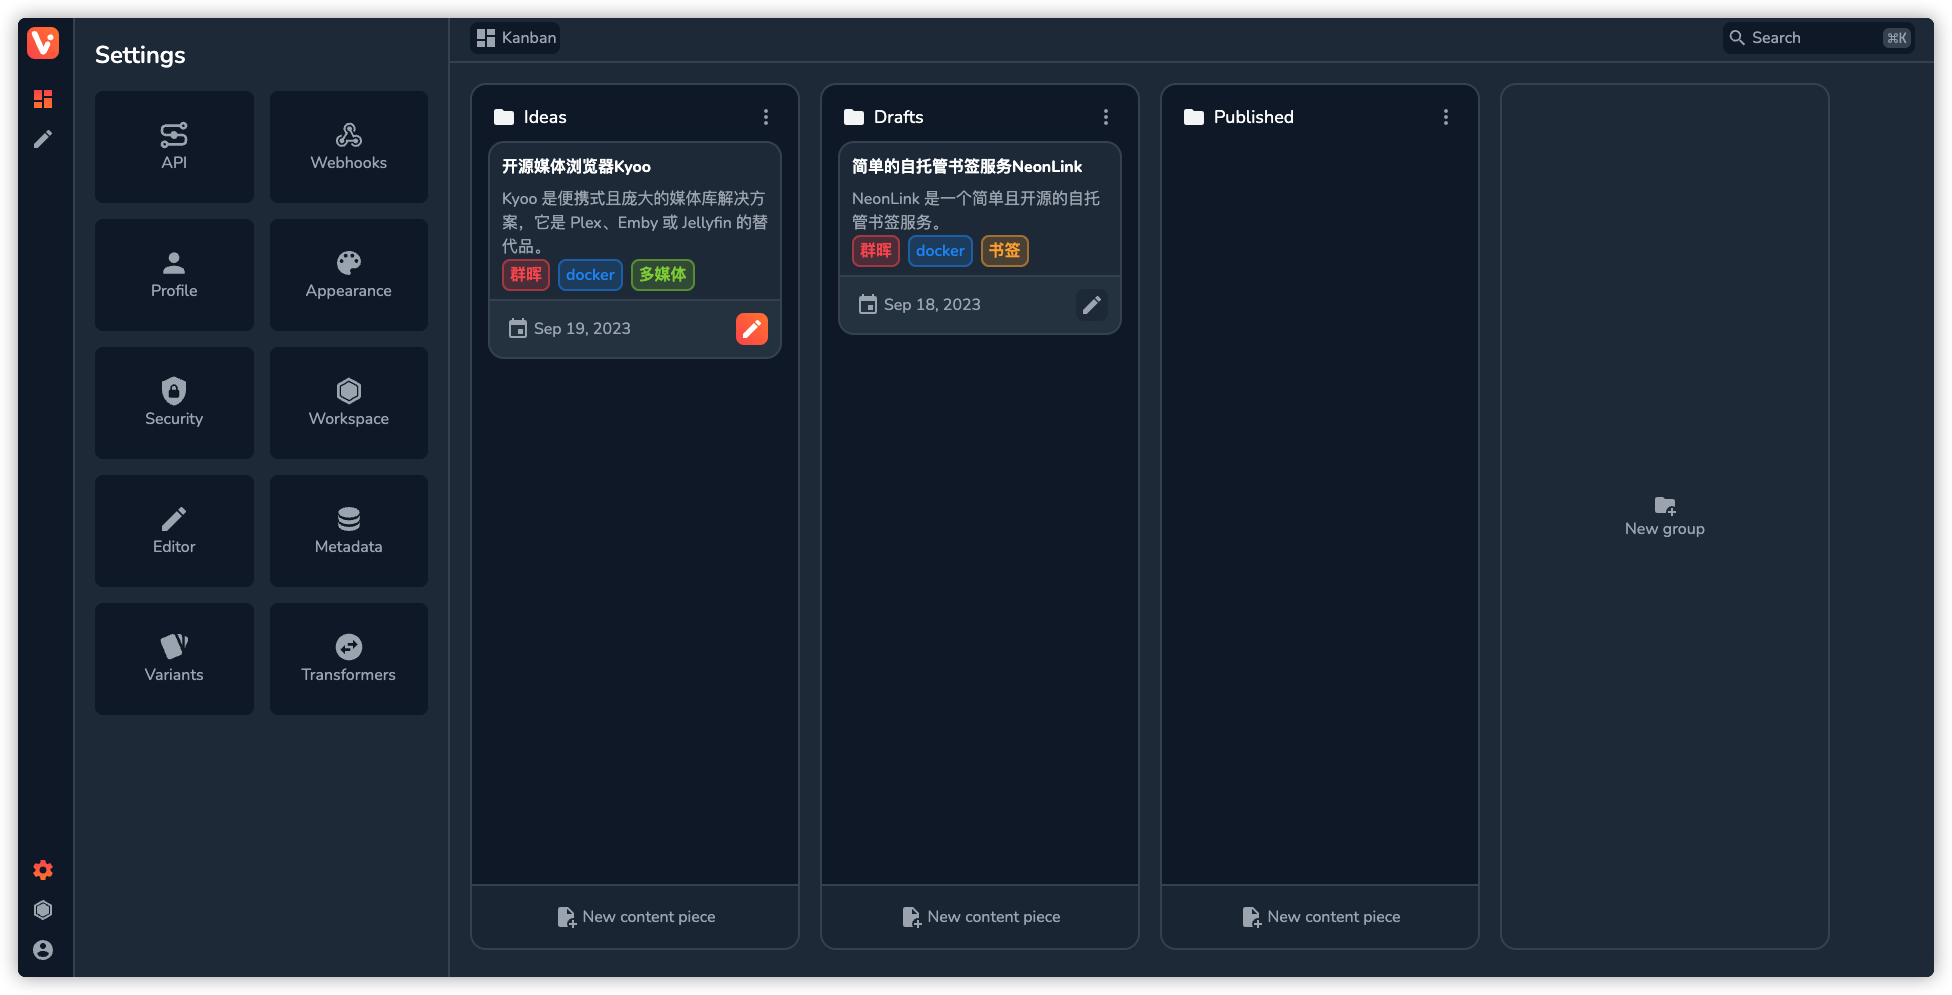 Settings
API
Webhooks
Profile
Appearance
Security
Workspace
Editor
Metadata
Variants
Transformers
Kanban
Search
⌘K
Ideas
开源媒体浏览器Kyoo
Kyoo 是便携式且庞大的媒体库解决方
案，它是 Plex、Emby 或 Jellyfin 的替
代品。
群晖 docker 多媒体
Sep 19, 2023
New content piece
Drafts
简单的自托管书签服务NeonLink
NeonLink 是一个简单且开源的自托
管书签服务。
群晖 docker 书签
Sep 18, 2023
New content piece
Published
New content piece
New group